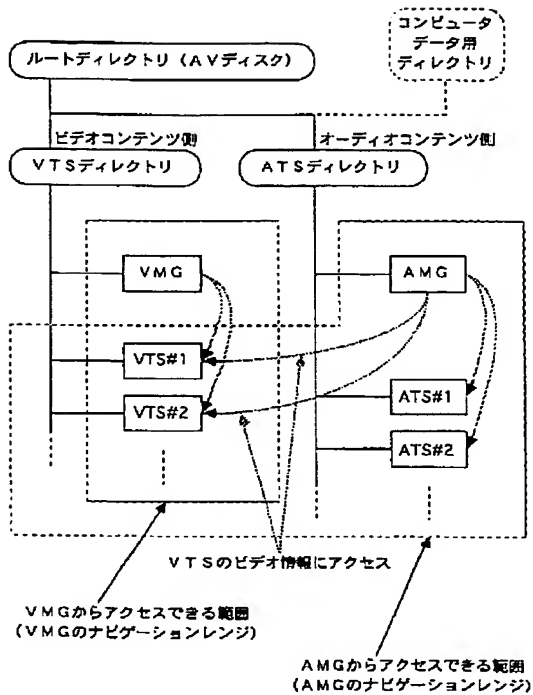 コンピュータ
データ用
ディレクトリ
ルートディレクトリ(AVディスク)
ビデオコンテンツ側
オーディオコンテンツ側
VTSディレクトリ
ATSディレクトリ
VMG
AMG
VTS#1
VTS#2
ATS#1
ATS#2
VTSのビデオ情報にアクセス
VMGからアクセスできる範囲
(VMGのナビゲーションレンジ)
AMGからアクセスできる範囲
(AMGのナビゲーションレンジ)